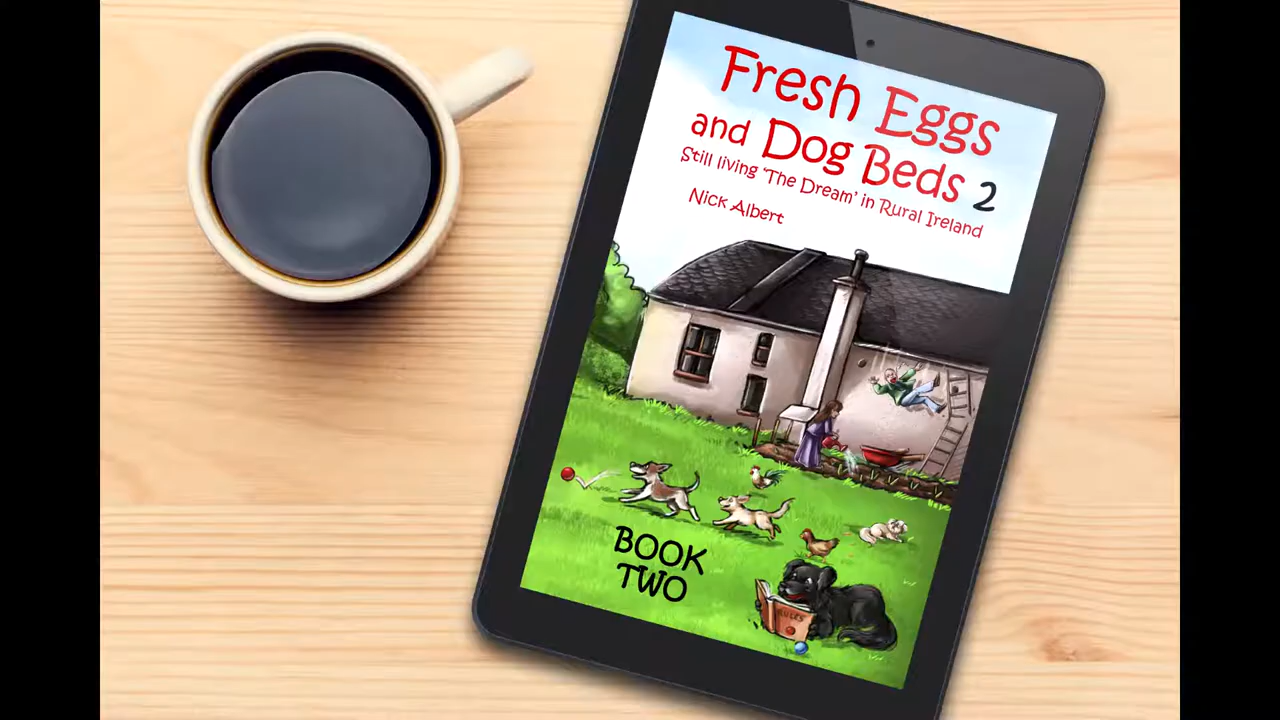 Fresh Eggs
and Dog Beds 2
Still living 'The Dream' in Rural Ireland
Nick Albert
BOOK
TWO